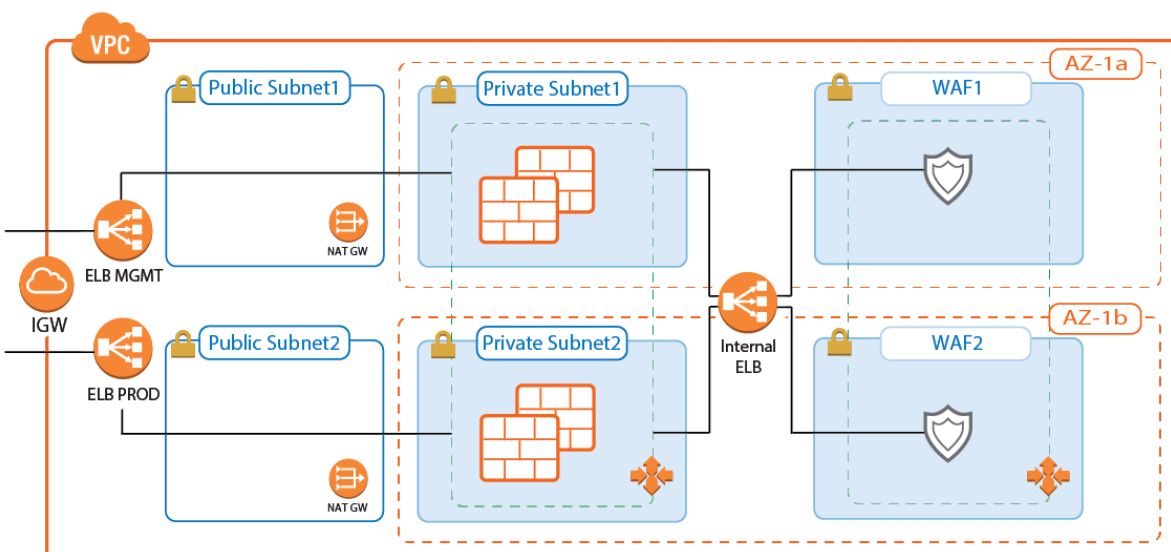 VPC
AZ-1a
Public Subnet1
Private Subnet1
WAF1
NAT GW
ELB MGMT
IGW
AZ-1b
Public Subnet2
Private Subnet2
Internal
ELB
WAF2
ELB PROD
NAT GW